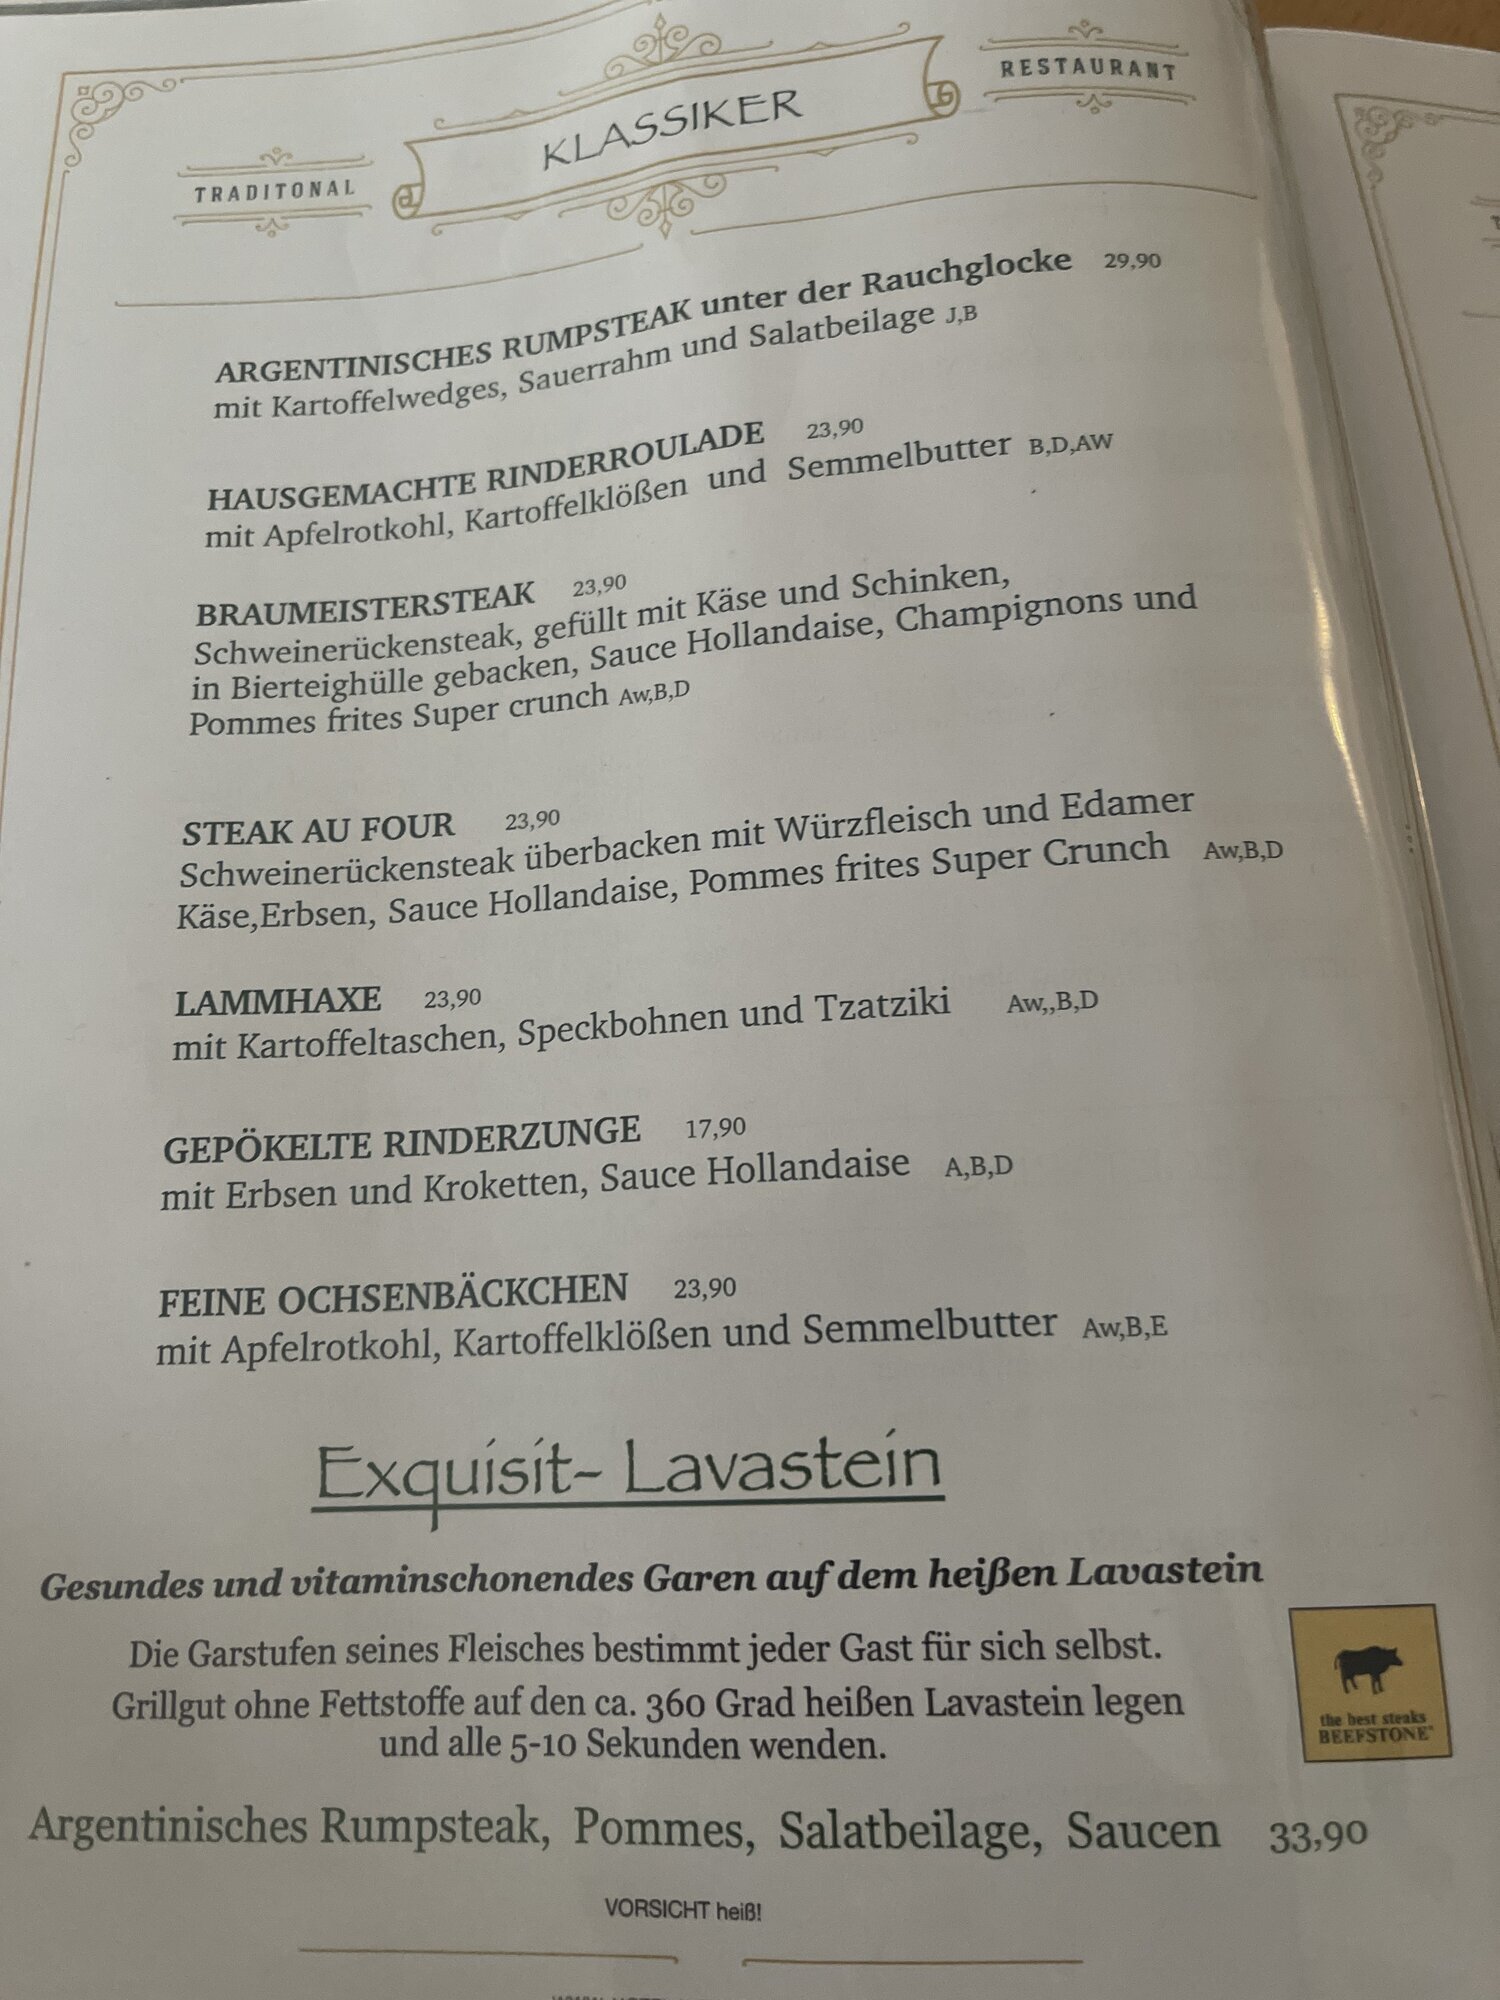 TRADITONAL
KLASSIKER
RESTAURANT
ARGENTINISCHES RUMPSTEAK unter der Rauchglocke 29,90
mit Kartoffelwedges, Sauerrahm und Salatbeilage J,B
HAUSGEMACHTE RINDERROULADE 23,90
mit Apfelrotkohl, Kartoffelklößen und Semmelbutter B,D,AW
BRAUMEISTERSTEAK 23,90
Schweinerückensteak, gefüllt mit Käse und Schinken,
in Bierteighülle gebacken, Sauce Hollandaise, Champignons und
Pommes frites Super crunch Aw,B,D
STEAK AU FOUR 23,90
Schweinerückensteak überbacken mit Würzfleisch und Edamer
Käse,Erbsen, Sauce Hollandaise, Pommes frites Super Crunch Aw,B,D
LAMMHAXE 23,90
mit Kartoffeltaschen, Speckbohnen und Tzatziki Aw,,B,D
GEPÖKELTE RINDERZUNGE 17,90
mit Erbsen und Kroketten, Sauce Hollandaise A,B,D
FEINE OCHSENBÄCKCHEN 23,90
mit Apfelrotkohl, Kartoffelklößen und Semmelbutter Aw,B,E
Exquisit- Lavastein
Gesundes und vitaminschonendes Garen auf dem heißen Lavastein
Die Garstufen seines Fleisches bestimmt jeder Gast für sich selbst.
Grillgut ohne Fettstoffe auf den ca. 360 Grad heißen Lavastein legen
und alle 5-10 Sekunden wenden.
the best steaks
BEEFSTONE®
Argentinisches Rumpsteak, Pommes, Salatbeilage, Saucen 33,90
VORSICHT heiß!